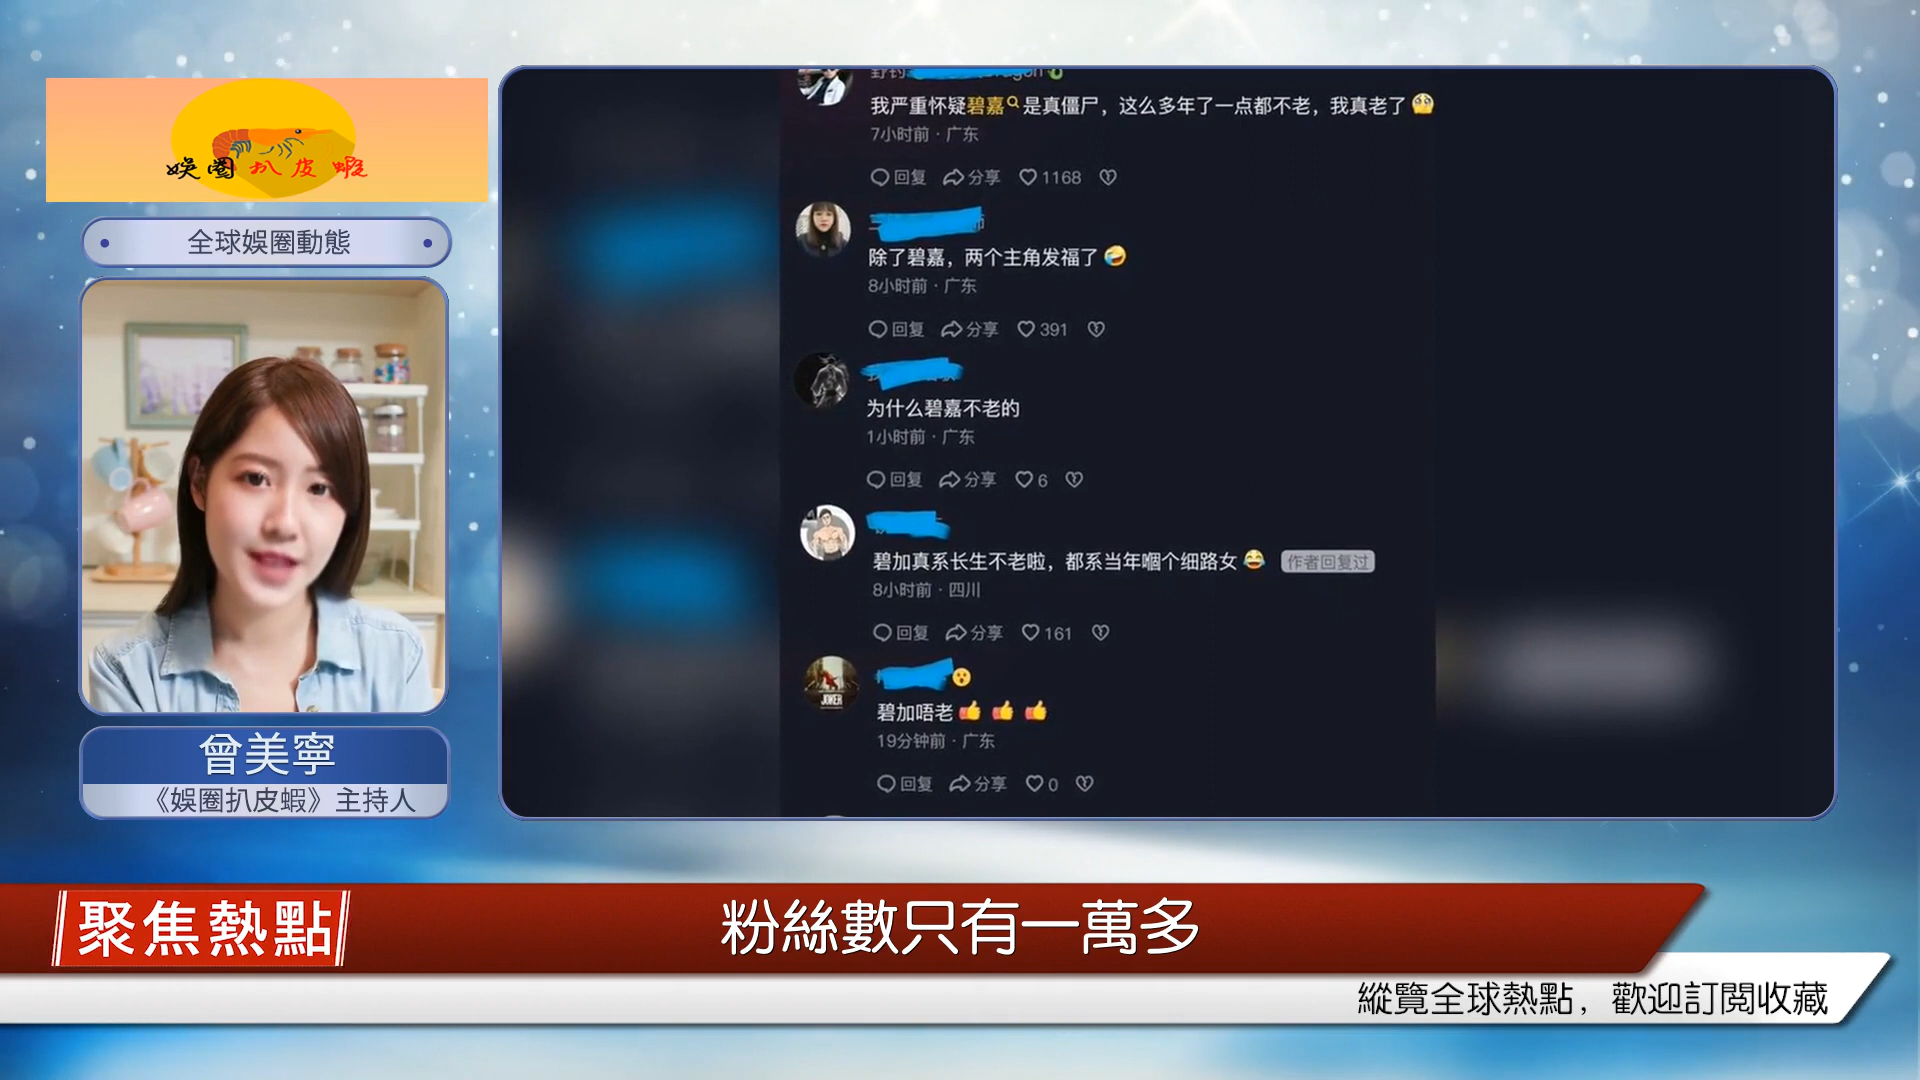 娛圈扒皮蝦
全球娛圈動態
曾美寧
《娛圈扒皮蝦》主持人
我严重怀疑碧嘉是真僵尸，这么多年了一点都不老，我真老了
7小时前·广东
回复 分享 1168
除了碧嘉，两个主角发福了
8小时前·广东
回复 分享 391
为什么碧嘉不老的
1小时前·广东
回复 分享 6
碧加真系长生不老啦，都系当年嗰个细路女 作者回复过
8小时前·四川
回复 分享 161
JOKER
碧加唔老
19分钟前·广东
回复 分享 0
聚焦熱點
粉絲數只有一萬多
縱覽全球熱點，歡迎訂閱收藏